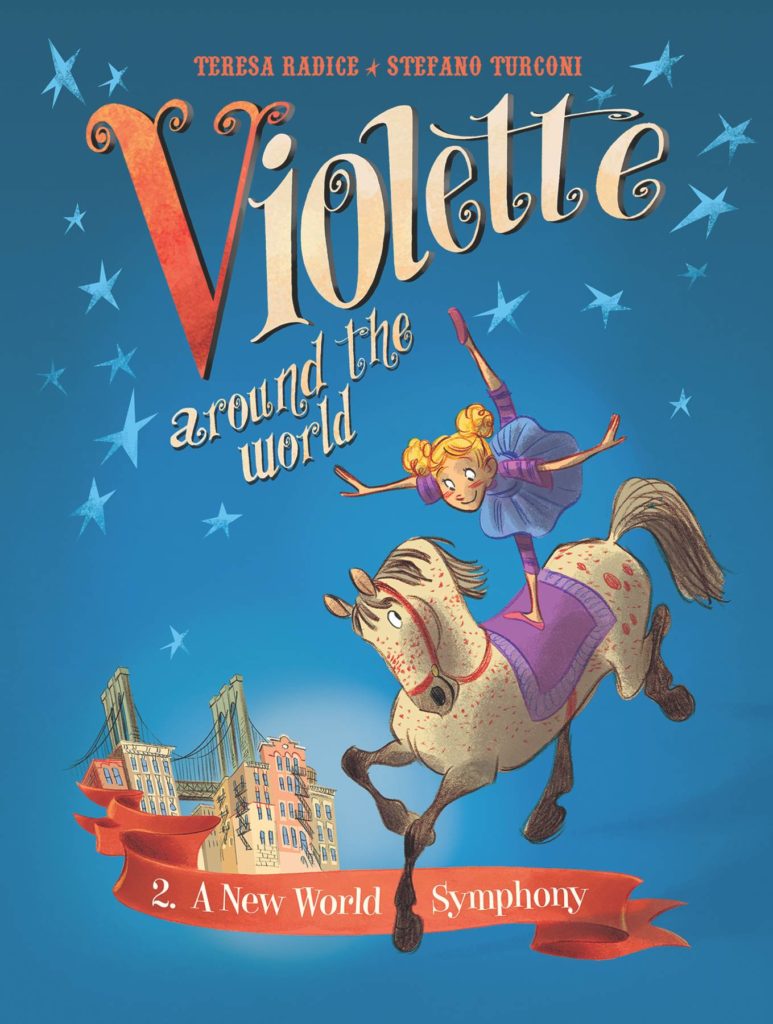 TERESA RADICE ★ STEFANO TURCONI
Violette
around the
world
2. A New World Symphony